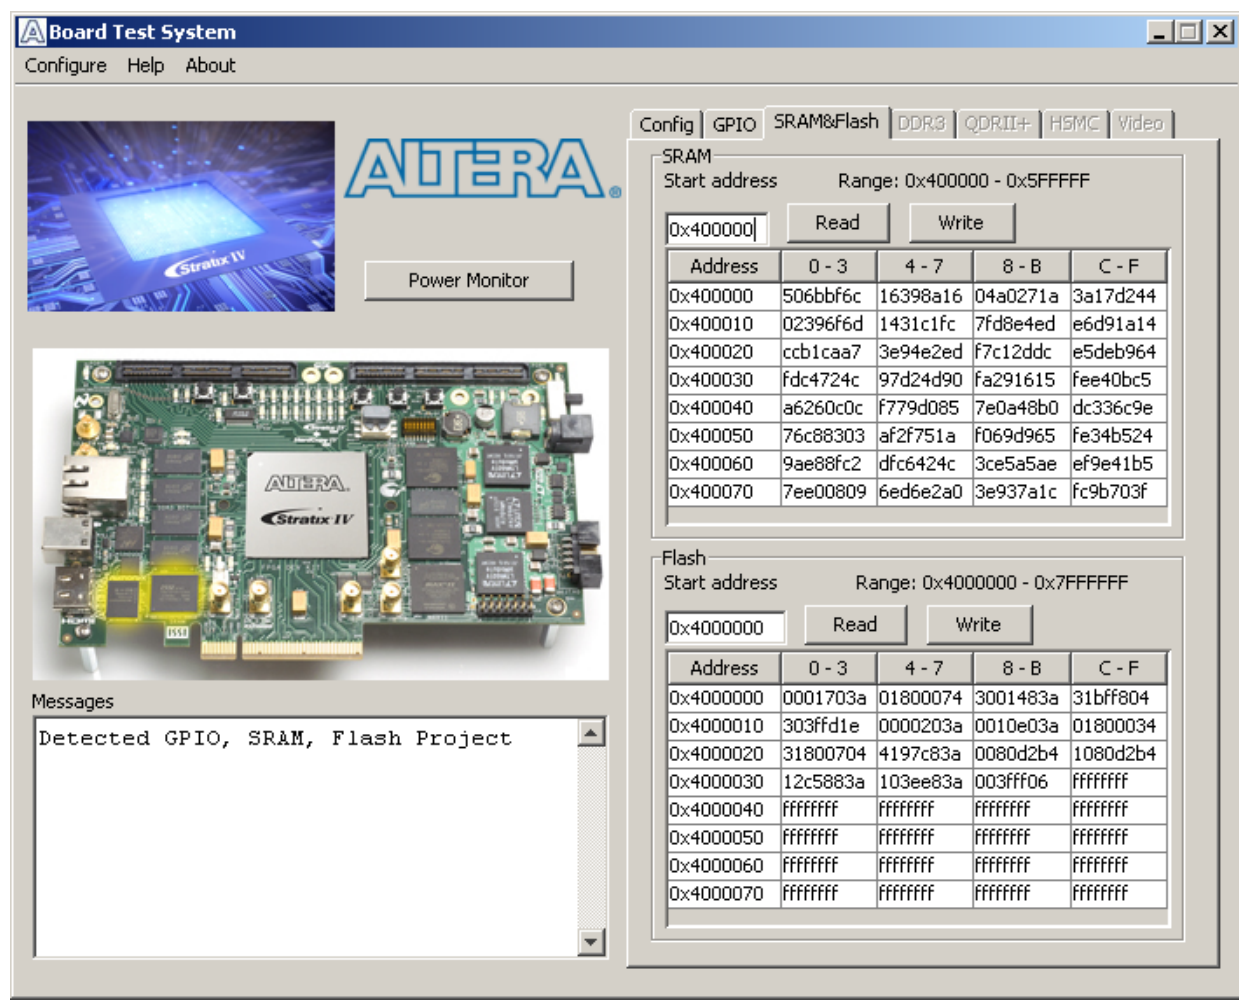 Board Test System
Configure Help About
Stratix IV
ALTERA®
Power Monitor
ALTERA
Stratix IV
Messages
Detected GPIO, SRAM, Flash Project
Config GPIO SRAM&Flash DDR3 QDRII+ HSMC Video
SRAM
Start address Range: 0x400000 - 0x5FFFFF
0x400000 Read Write
Address 0 - 3 4 - 7 8 - B C - F
0x400000 506bbf6c 16398a16 04a0271a 3a17d244
0x400010 02396f6d 1431c1fc 7fd8e4ed e6d91a14
0x400020 ccb1caa7 3e94e2ed f7c12ddc e5deb964
0x400030 fdc4724c 97d24d90 fa291615 fee40bc5
0x400040 a6260c0c f779d085 7e0a48b0 dc336c9e
0x400050 76c88303 af2f751a f069d965 fe34b524
0x400060 9ae88fc2 dfc6424c 3ce5a5ae ef9e41b5
0x400070 7ee00809 6ed6e2a0 3e937a1c fc9b703f
Flash
Start address Range: 0x4000000 - 0x7FFFFFF
0x4000000 Read Write
Address 0 - 3 4 - 7 8 - B C - F
0x4000000 0001703a 01800074 3001483a 31bff804
0x4000010 303ffd1e 0000203a 0010e03a 01800034
0x4000020 31800704 4197c83a 0080d2b4 1080d2b4
0x4000030 12c5883a 103ee83a 003fff06 ffffffff
0x4000040 ffffffff ffffffff ffffffff ffffffff
0x4000050 ffffffff ffffffff ffffffff ffffffff
0x4000060 ffffffff ffffffff ffffffff ffffffff
0x4000070 ffffffff ffffffff ffffffff ffffffff